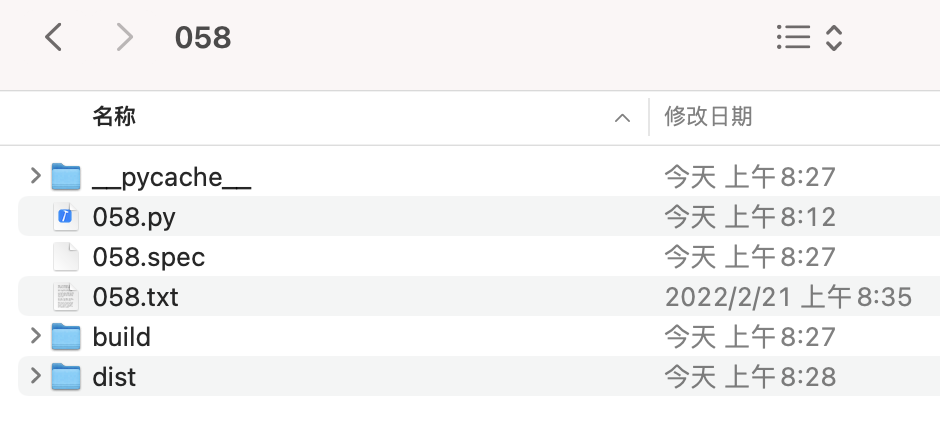 058
名称 修改日期
__pycache__ 今天 上午8:27
058.py 今天 上午8:12
058.spec 今天 上午8:27
058.txt 2022/2/21 上午8:35
build 今天 上午8:27
dist 今天 上午8:28